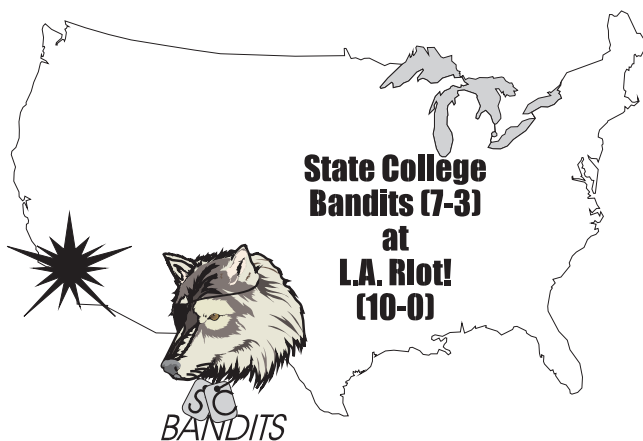 State College
Bandits (7-3)
at
L.A. RIot!
(10-0)
SC
BANDITS